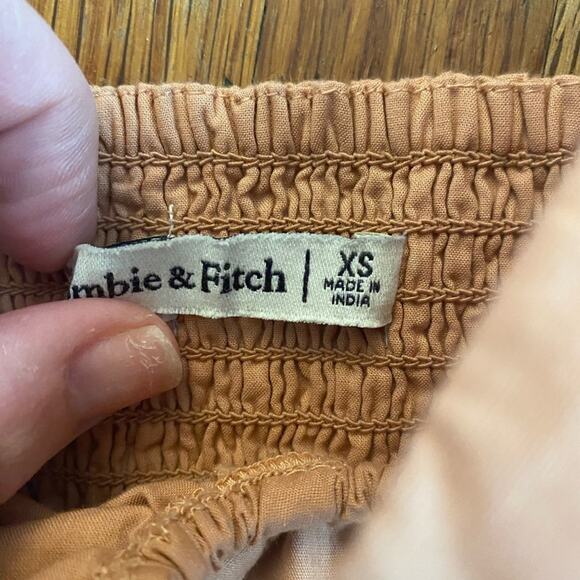 mbie & Fitch
XS
MADE IN
INDIA